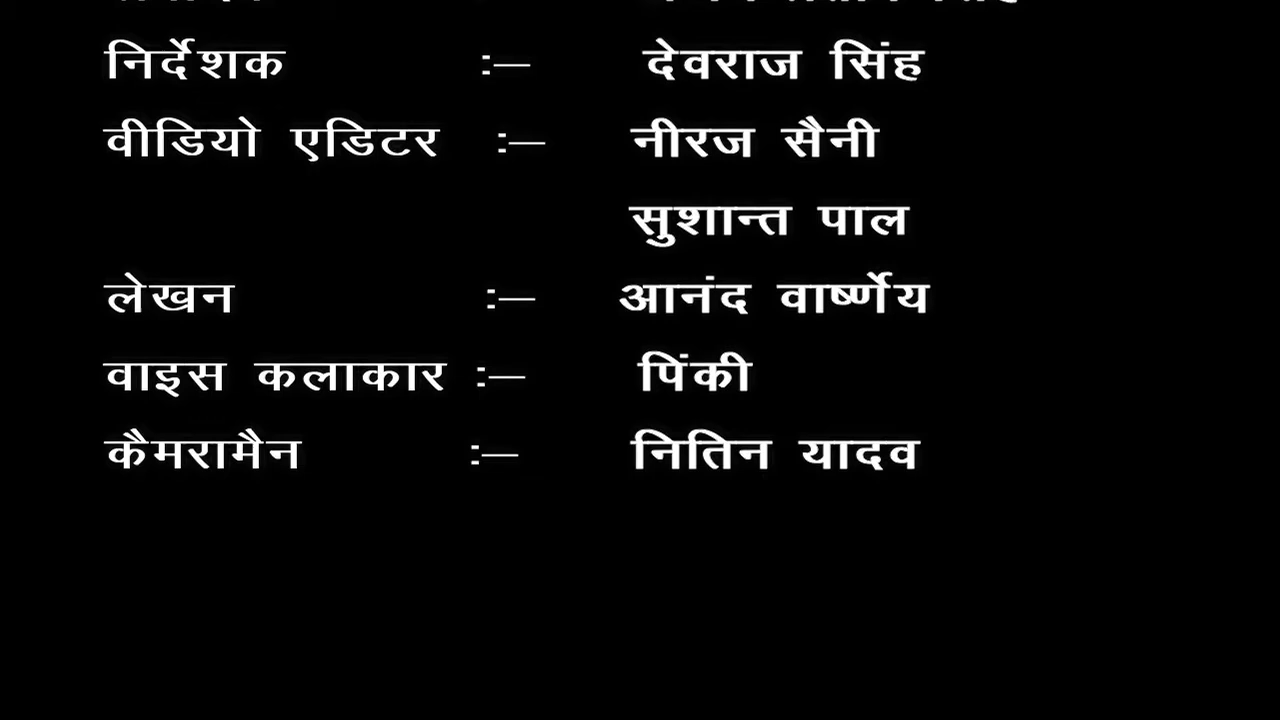 निर्देशक :— देवराज सिंह
वीडियो एडिटर :— नीरज सैनी
सुशान्त पाल
लेखन :— आनंद वार्ष्णेय
वाइस कलाकार :— पिंकी
कैमरामैन :— नितिन यादव